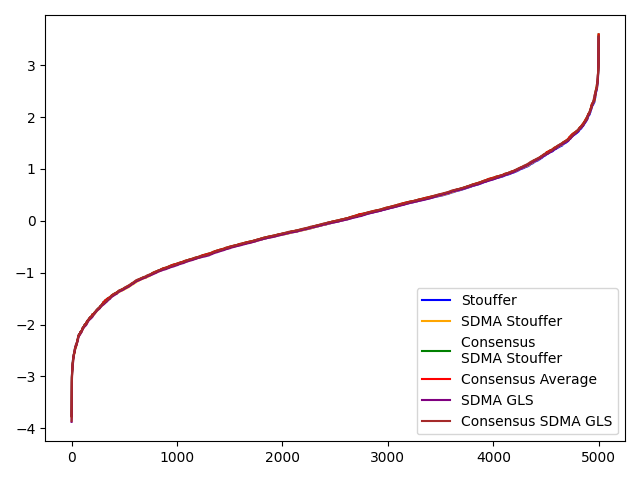 3
2
1
0
−1
−2
−3
−4
0
1000
2000
3000
4000
5000
Stouffer
SDMA Stouffer
Consensus
SDMA Stouffer
Consensus Average
SDMA GLS
Consensus SDMA GLS